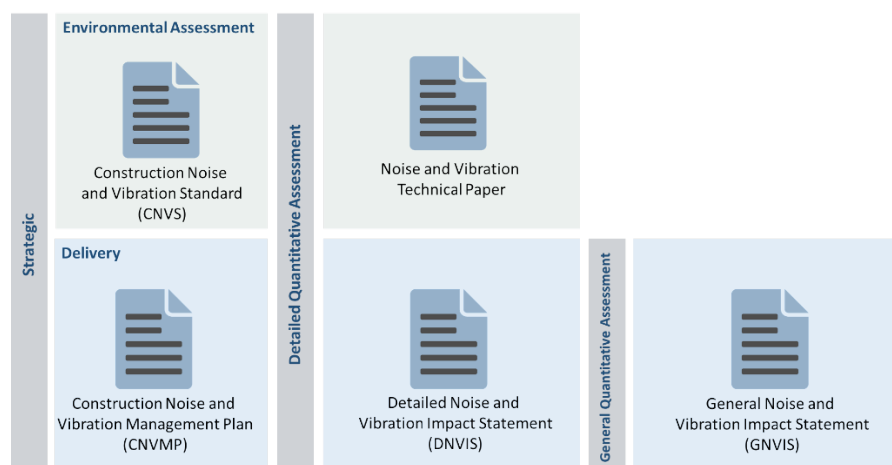 Strategic
Environmental Assessment
Construction Noise
and Vibration Standard
(CNVS)
Detailed Quantitative Assessment
Noise and Vibration
Technical Paper
Delivery
Construction Noise and
Vibration Management Plan
(CNVMP)
Detailed Noise and
Vibration Impact Statement
(DNVIS)
General Quantitative Assessment
General Noise and
Vibration Impact Statement
(GNVIS)